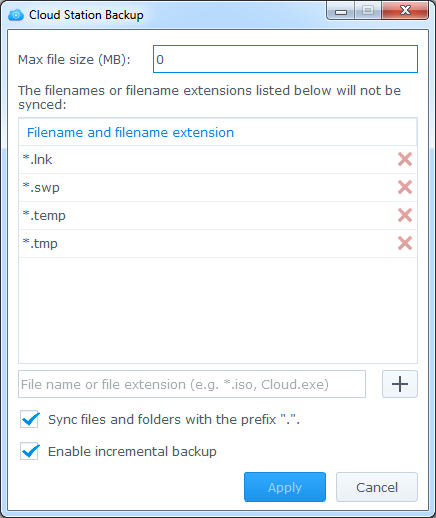 Cloud Station Backup
Max file size (MB): 0
The filenames or filename extensions listed below will not be
synced:
Filename and filename extension
*.lnk
*.swp
*.temp
*.tmp
File name or file extension (e.g. *.iso, Cloud.exe)
Sync files and folders with the prefix ".".
Enable incremental backup
Apply Cancel